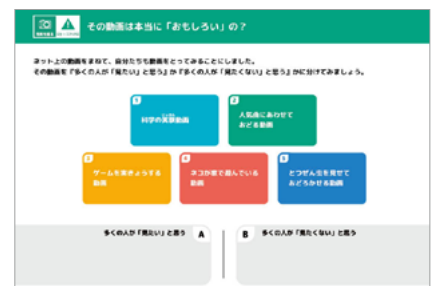 その動画は本当に「おもしろい」の？
ネット上の動画をまねて、自分たちも動画をとってみることにしました。
その動画を『多くの人が「見たい」と思う』か『多くの人が「見たくない」と思う』かに分けてみましょう。
1
科学の実験動画
2
人気曲にあわせて
おどる動画
3
ゲームを実きょうする
動画
4
ネコが家で遊んでいる
動画
5
とつぜん虫を見せて
おどろかせる動画
多くの人が「見たい」と思う
A
B
多くの人が「見たくない」と思う